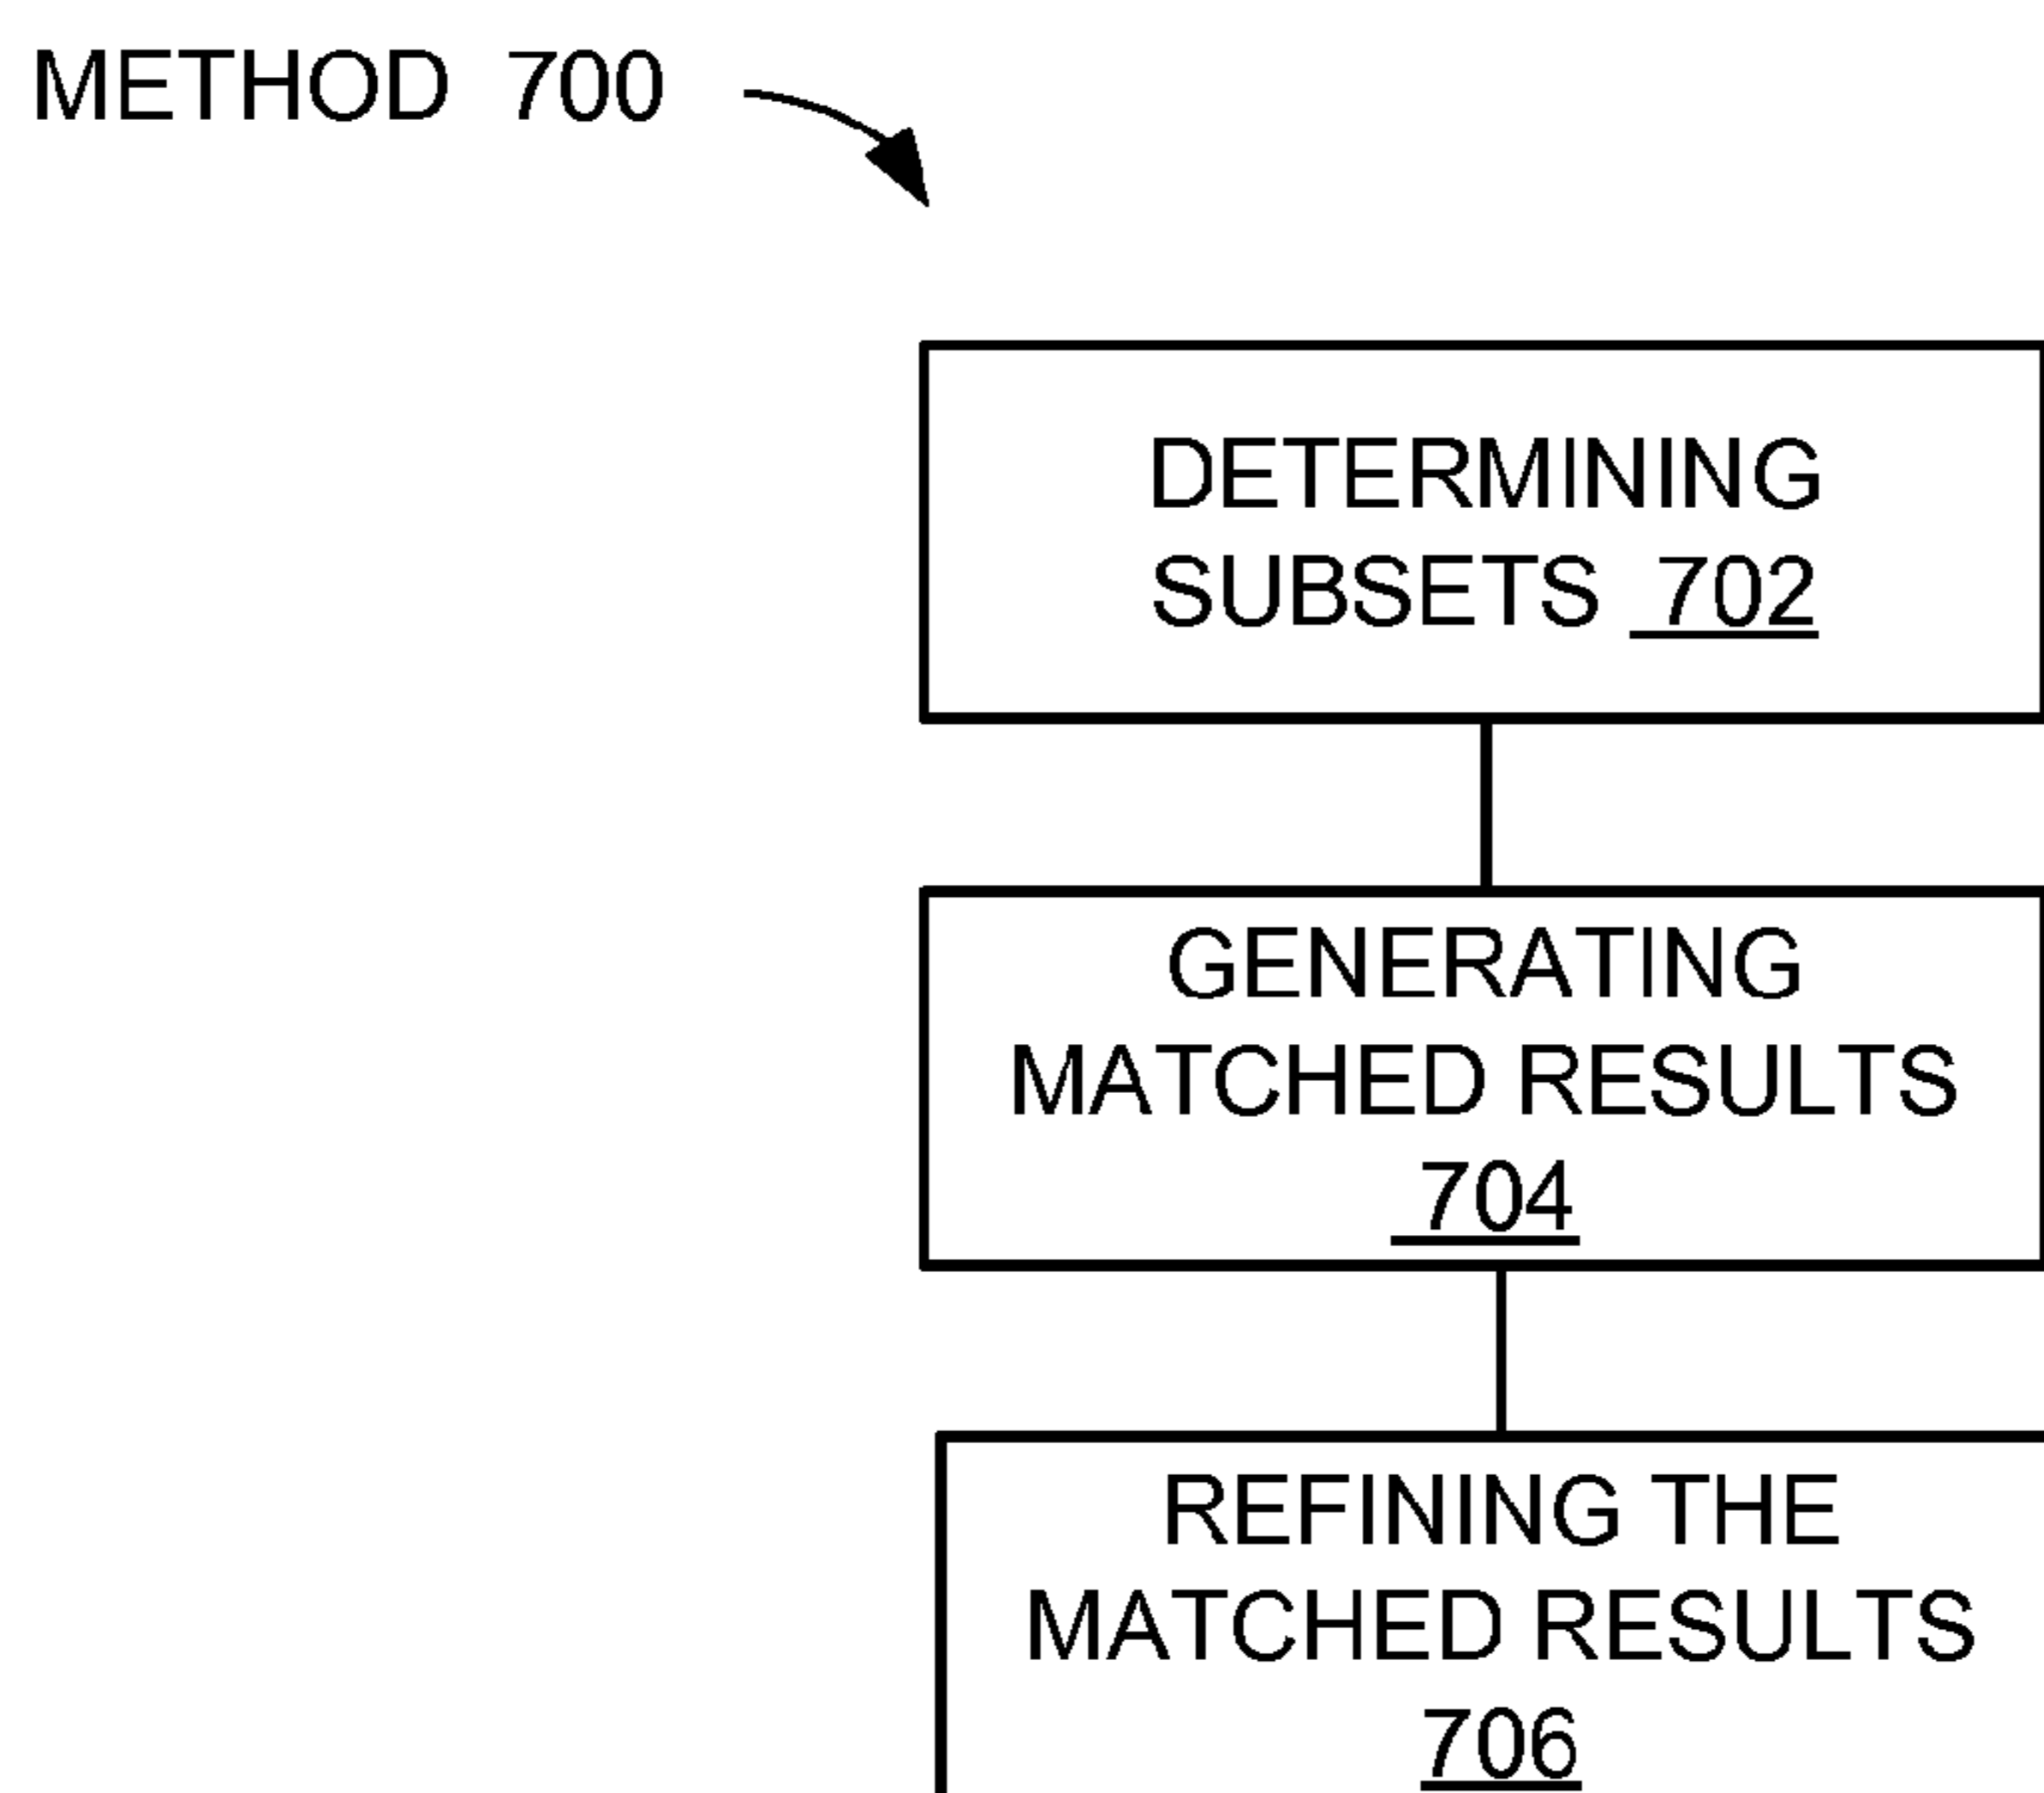 METHOD 700
DETERMINING
SUBSETS 702
GENERATING
MATCHED RESULTS
704
REFINING THE
MATCHED RESULTS
706